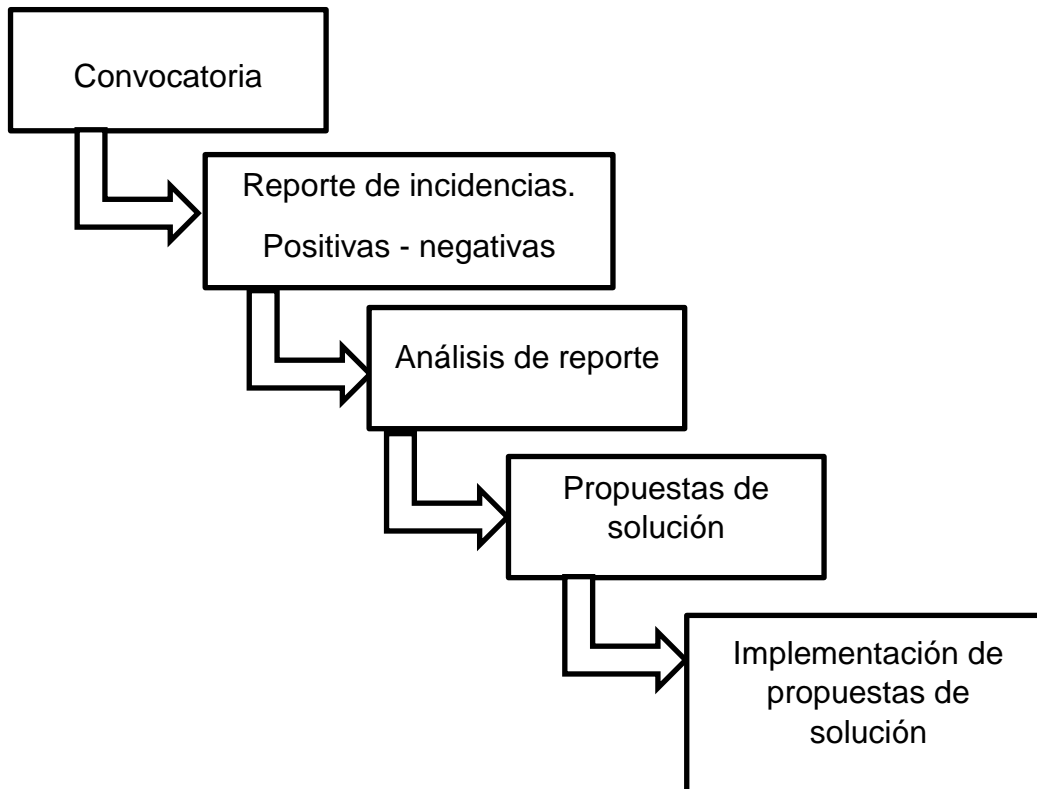 Convocatoria
Reporte de incidencias.
Positivas - negativas
Análisis de reporte
Propuestas de
solución
Implementación de
propuestas de
solución